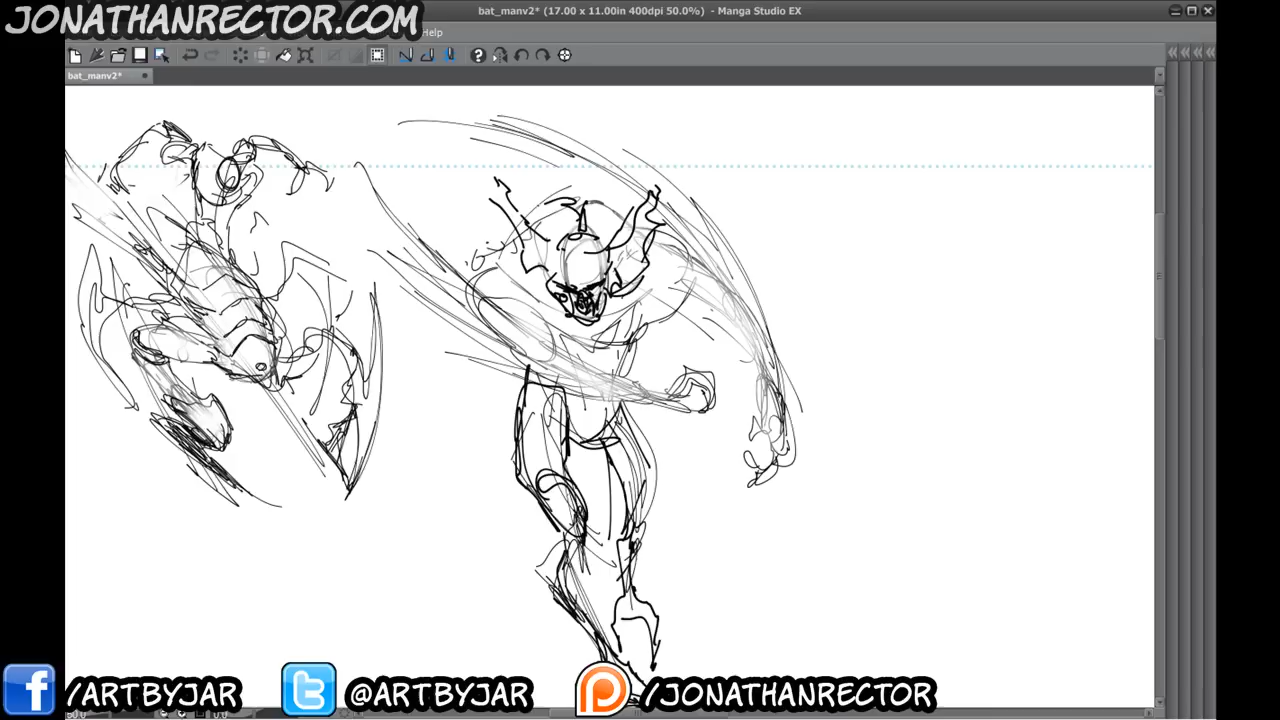 JONATHANRECTOR.COM
bat_manv2* (17.00 x 11.00in 400dpi 50.0%) - Manga Studio EX
Help
bat_manv2*
/ARTBYJAR @ARTBYJAR /JONATHANRECTOR